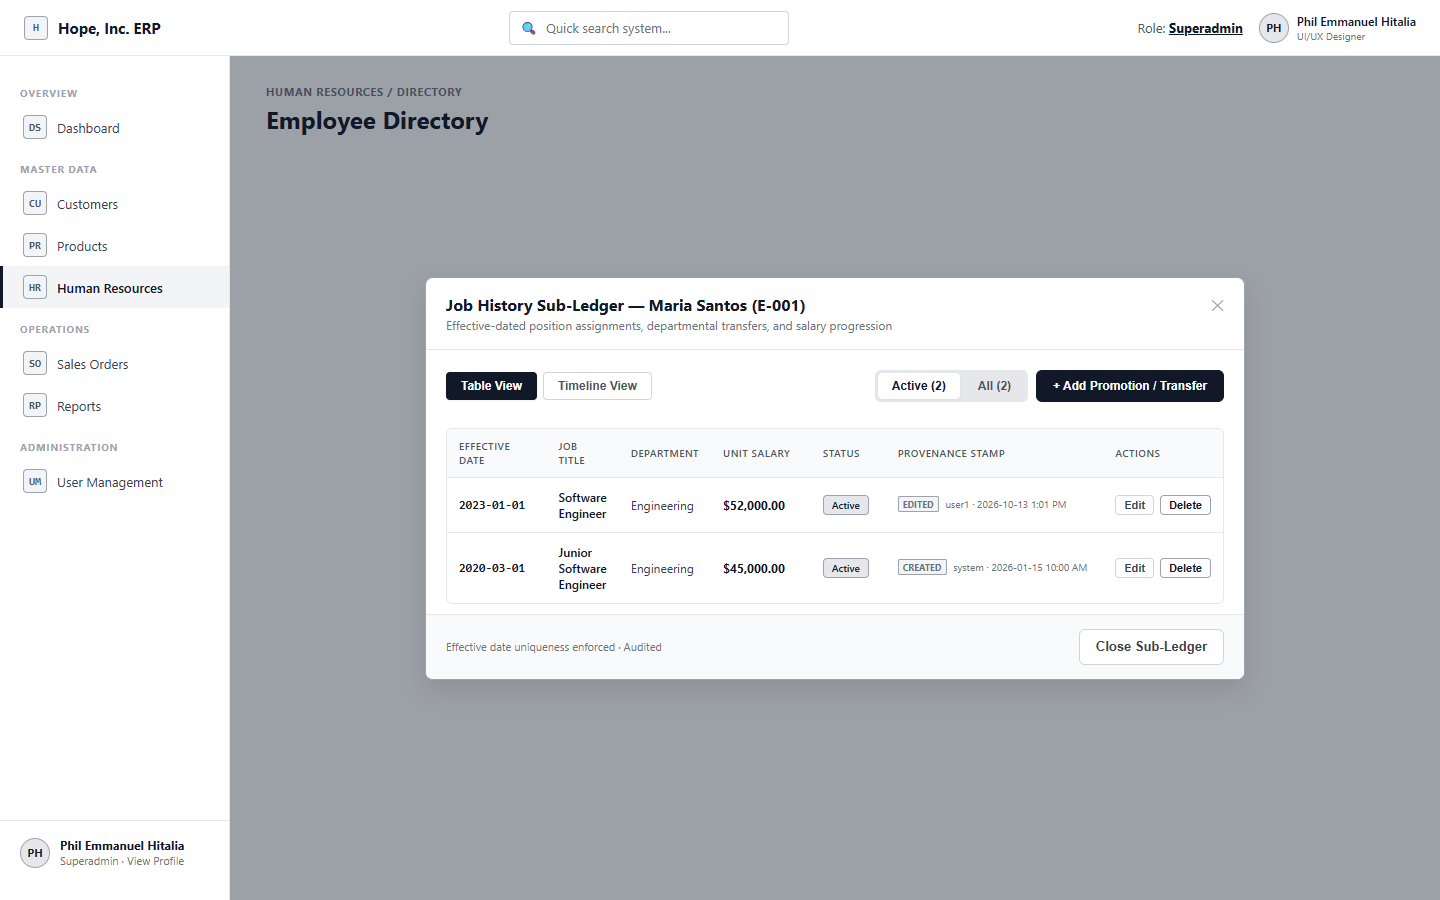 H
Hope, Inc. ERP
Quick search system...
Role: Superadmin
PH
Phil Emmanuel Hitalia
UI/UX Designer
OVERVIEW
DS Dashboard
MASTER DATA
CU Customers
PR Products
HR Human Resources
OPERATIONS
SO Sales Orders
RP Reports
ADMINISTRATION
UM User Management
PH
Phil Emmanuel Hitalia
Superadmin · View Profile
HUMAN RESOURCES / DIRECTORY
Employee Directory
Job History Sub-Ledger — Maria Santos (E-001)
Effective-dated position assignments, departmental transfers, and salary progression
Table View Timeline View Active (2) All (2) + Add Promotion / Transfer
EFFECTIVE DATE JOB TITLE DEPARTMENT UNIT SALARY STATUS PROVENANCE STAMP ACTIONS
2023-01-01 Software Engineer Engineering $52,000.00 Active EDITED user1 · 2026-10-13 1:01 PM Edit Delete
2020-03-01 Junior Software Engineer Engineering $45,000.00 Active CREATED system · 2026-01-15 10:00 AM Edit Delete
Effective date uniqueness enforced · Audited
Close Sub-Ledger